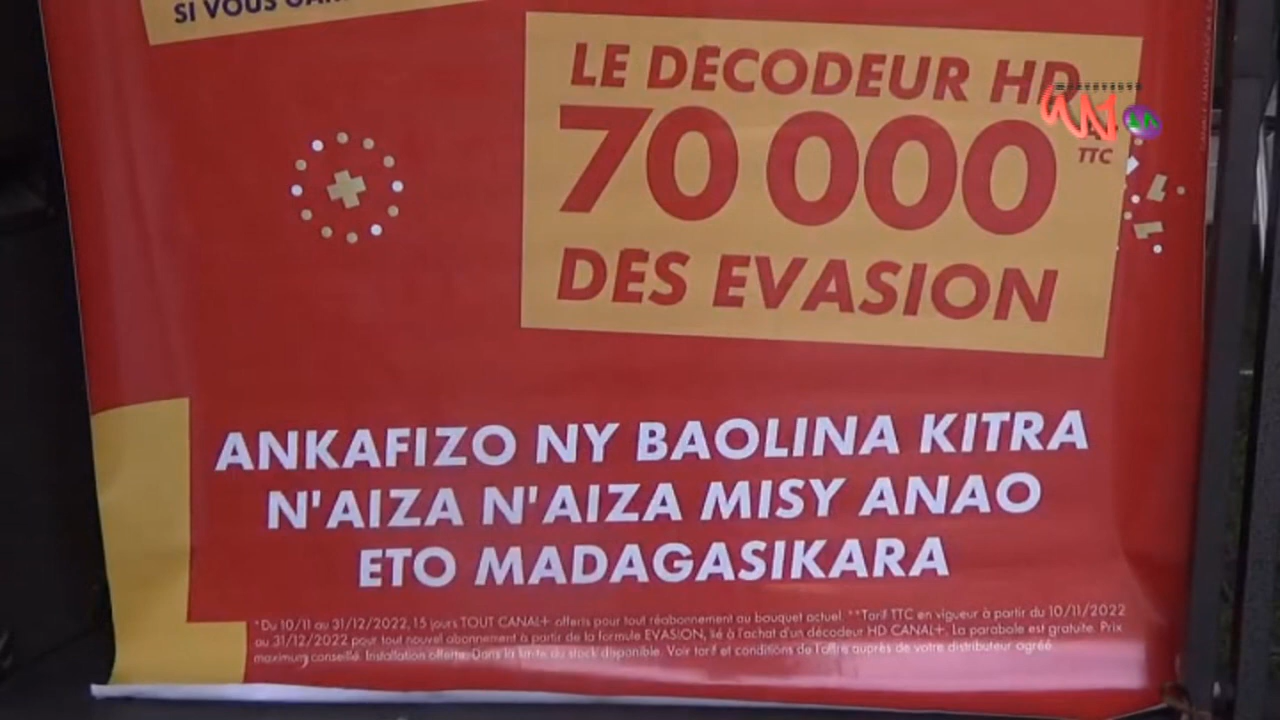 SI VOUS
LE DÉCODEUR HD
70 000
TTC
DÈS EVASION
ANKAFIZO NY BAOLINA KITRA
N'AIZA N'AIZA MISY ANAO
ETO MADAGASIKARA
*Du 10/11 au 31/12/2022, 15 jours TOUT CANAL+ offerts pour tout réabonnement au bouquet actuel. **Tarif TTC en vigueur à partir du 10/11/2022
au 31/12/2022 pour tout nouvel abonnement à partir de la formule EVASION, lié à l'achat d'un décodeur HD CANAL+. La parabole est gratuite. Prix
maximum conseillé. Installation offerte. Dans la limite du stock disponible. Voir tarif et conditions de l'offre auprès de votre distributeur agréé.